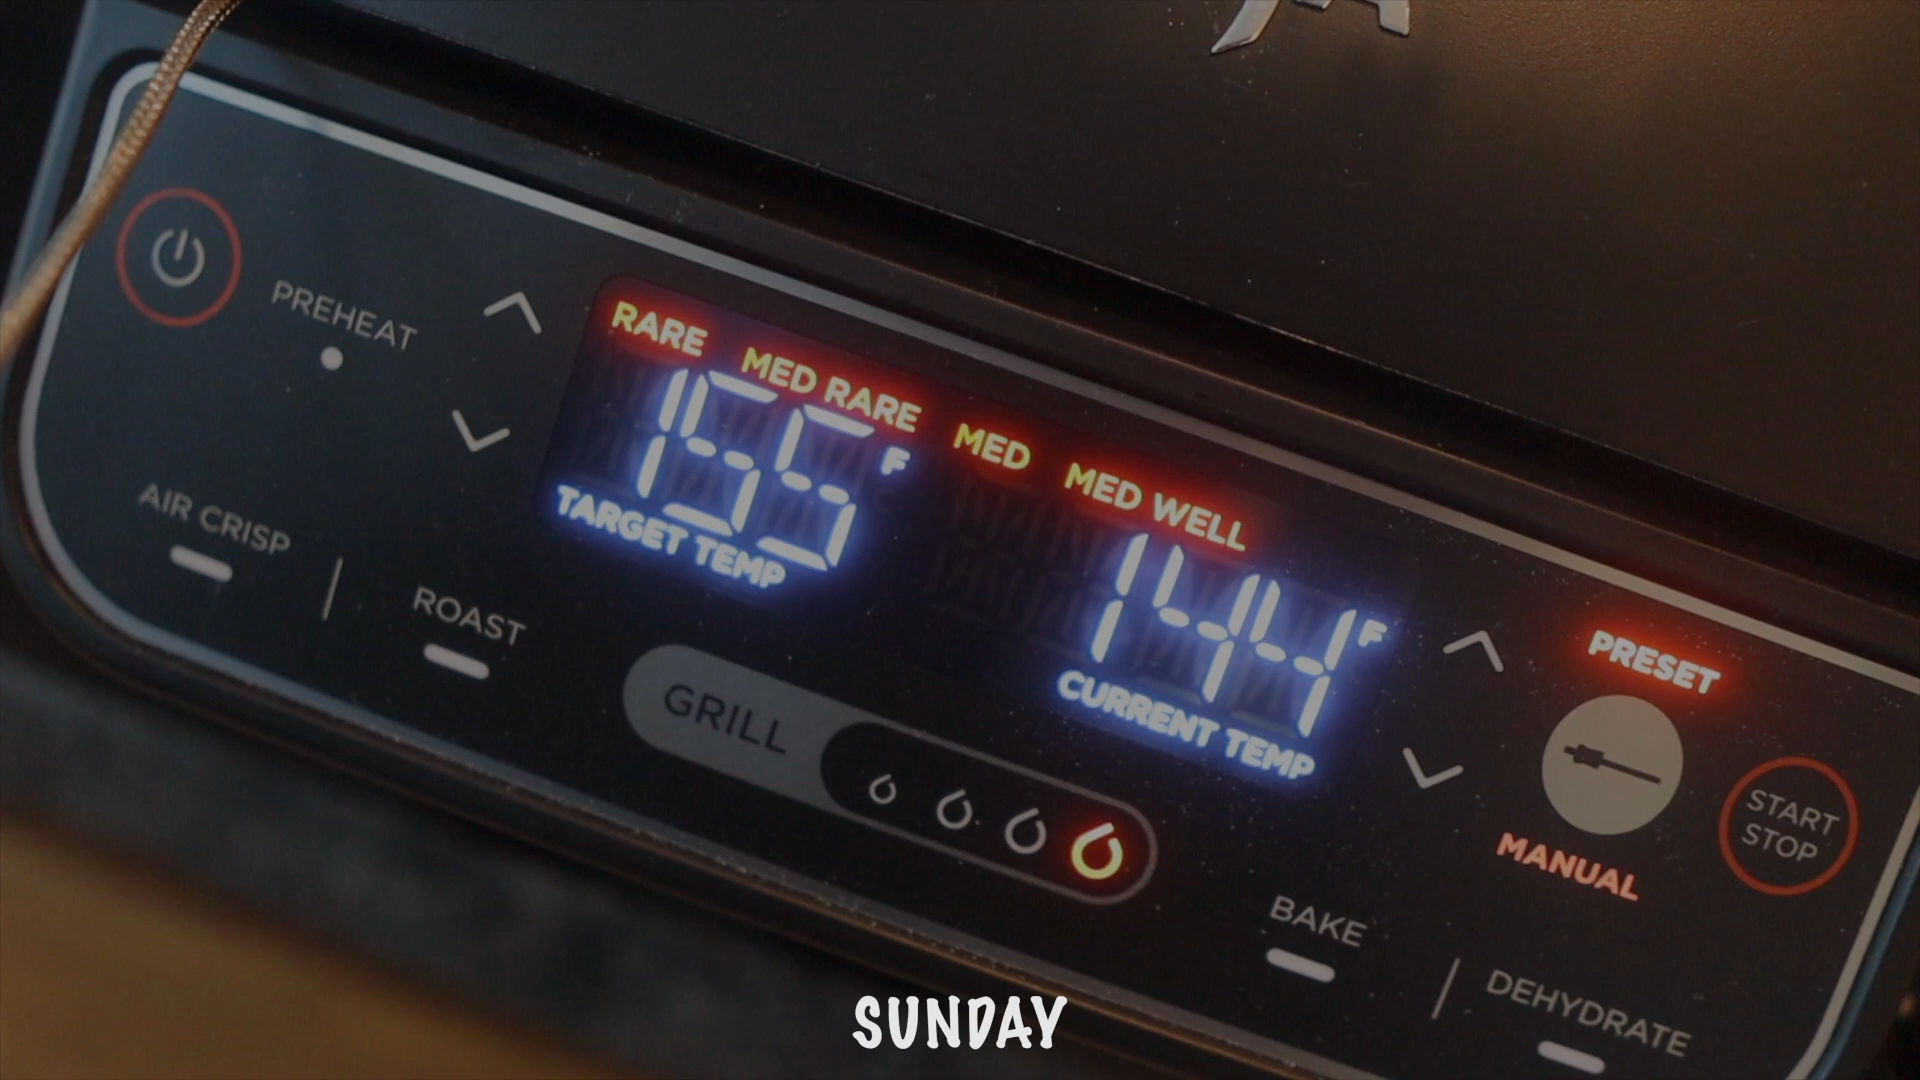 PREHEAT
RARE MED RARE MED MED WELL
155 F
TARGET TEMP
144 F
CURRENT TEMP
PRESET
MANUAL
START
STOP
AIR CRISP
ROAST
GRILL
BAKE
DEHYDRATE
SUNDAY